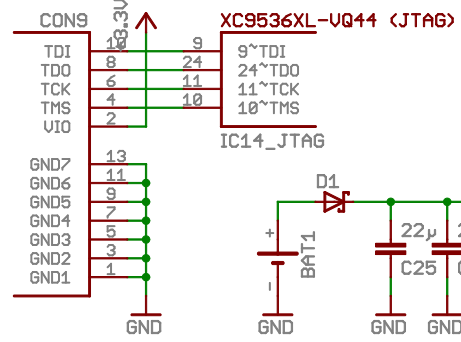 CON9
+3.3V
XC9536XL-VQ44 (JTAG)
TDI 10 9 9~TDI
TDO 8 24 24~TDO
TCK 6 11 11~TCK
TMS 4 10 10~TMS
VIO 2
IC14_JTAG
GND7 13
GND6 11
GND5 9
GND4 7
GND3 5
GND2 3
GND1 1
D1
+
BAT1
-
22µ
C25
GND
GND
GND
GND